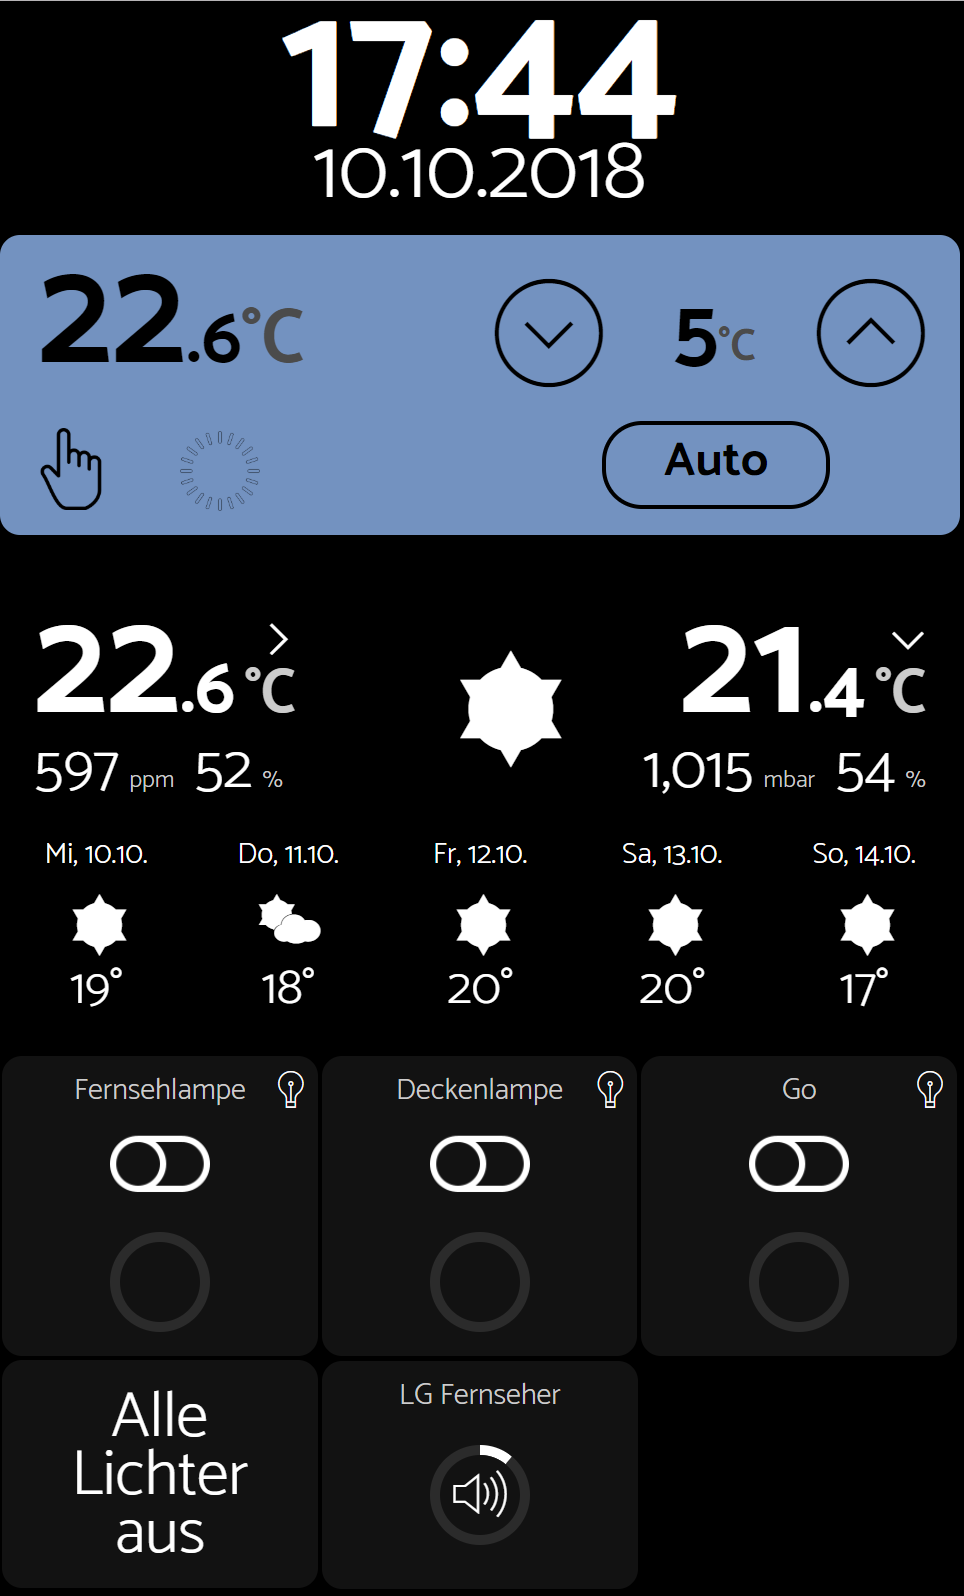 17:44
10.10.2018
22.6°C
5°C
Auto
22.6 °C
21.4 °C
597 ppm 52 %
1,015 mbar 54 %
Mi, 10.10. Do, 11.10. Fr, 12.10. Sa, 13.10. So, 14.10.
19° 18° 20° 20° 17°
Fernsehlampe
Deckenlampe
Go
Alle
Lichter
aus
LG Fernseher